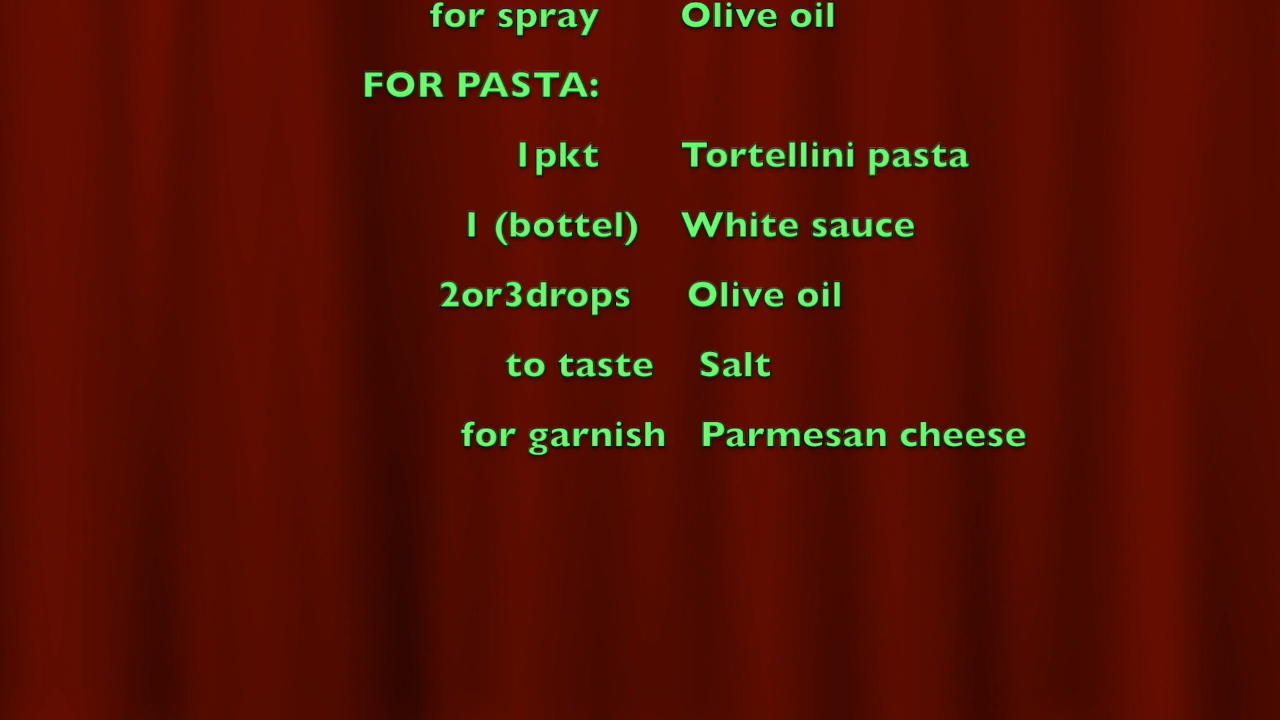 for spray Olive oil
FOR PASTA:
1pkt Tortellini pasta
1 (bottel) White sauce
2or3drops Olive oil
to taste Salt
for garnish Parmesan cheese